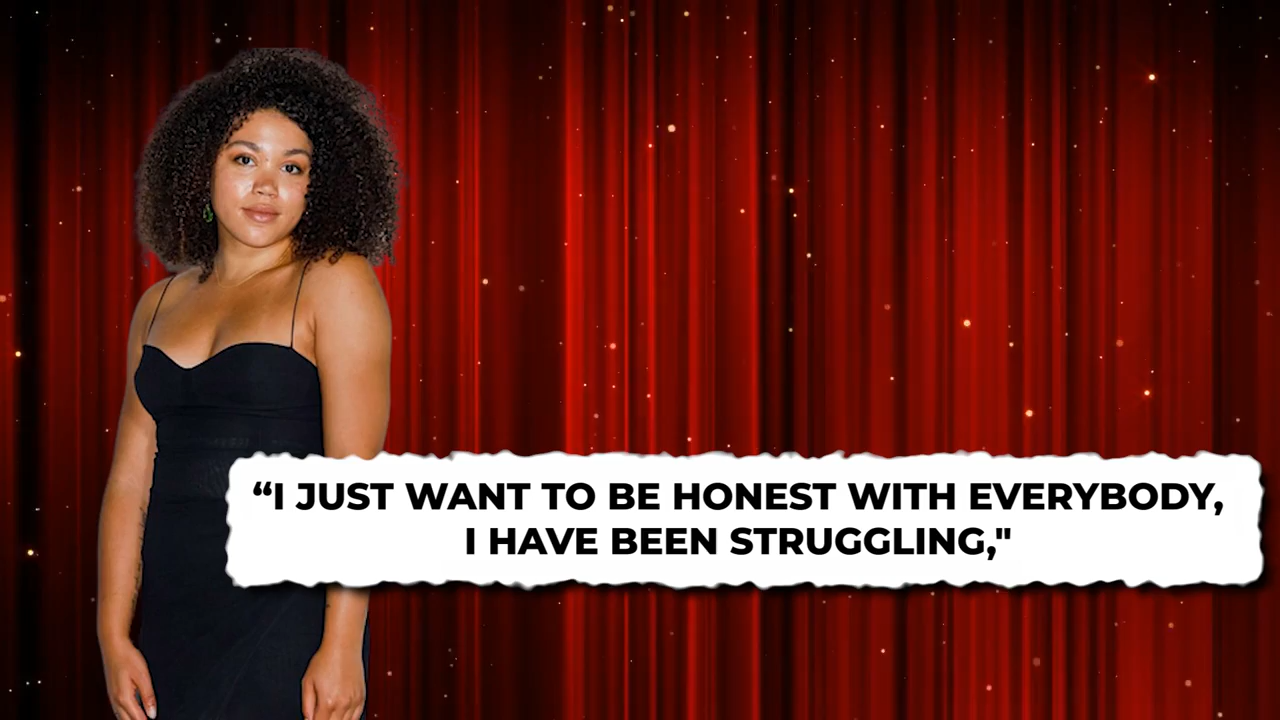 “I JUST WANT TO BE HONEST WITH EVERYBODY,
I HAVE BEEN STRUGGLING,"